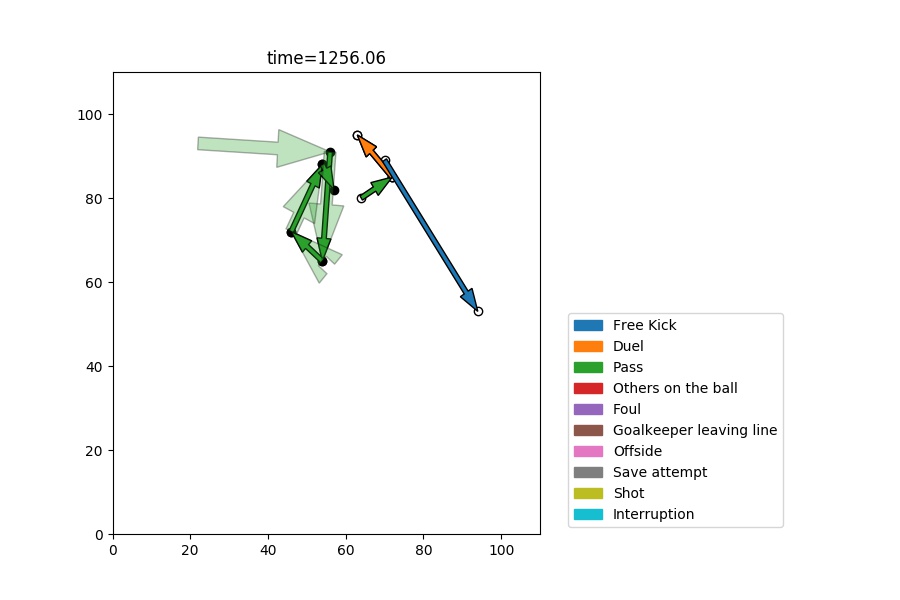 time=1256.06
100
80
60
40
20
0
0 20 40 60 80 100
Free Kick
Duel
Pass
Others on the ball
Foul
Goalkeeper leaving line
Offside
Save attempt
Shot
Interruption